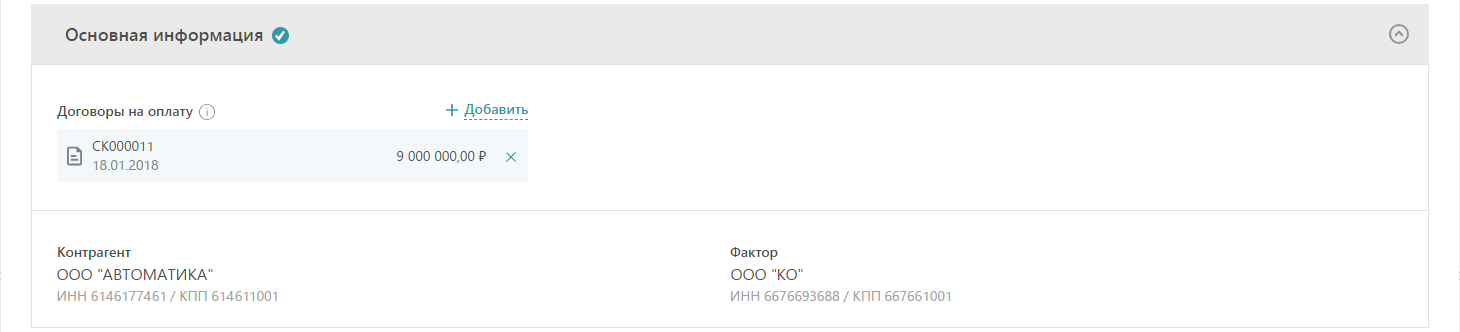 Основная информация
Договоры на оплату
Добавить
СК000011
18.01.2018
9 000 000,00 ₽
Контрагент
ООО "АВТОМАТИКА"
ИНН 6146177461 / КПП 614611001
Фактор
ООО "КО"
ИНН 6676693688 / КПП 667661001